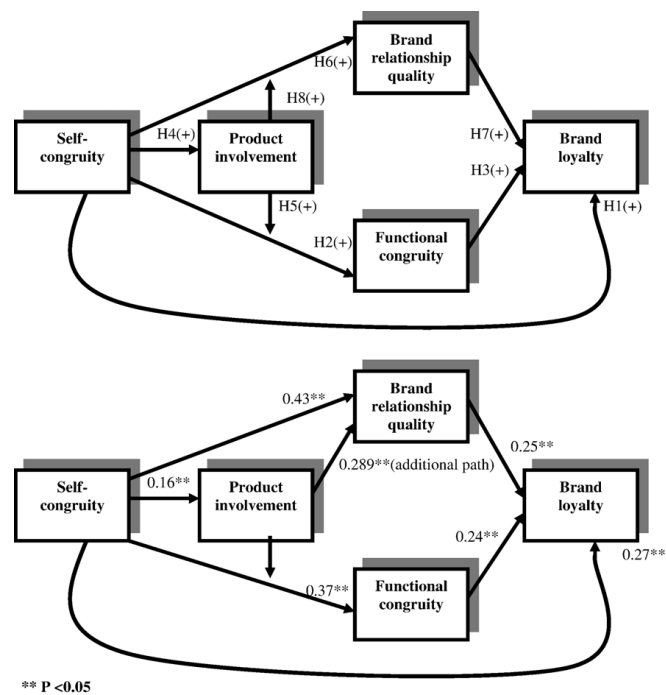 Brand
relationship
quality
H6(+)
H8(+)
Self-
congruity
H4(+)
Product
involvement
H7(+)
Brand
loyalty
H3(+)
H5(+)
H1(+)
H2(+)
Functional
congruity
Brand
relationship
quality
0.43**
0.25**
0.289**(additional path)
Self-
congruity
0.16**
Product
involvement
Brand
loyalty
0.24**
0.27**
0.37**
Functional
congruity
** P <0.05